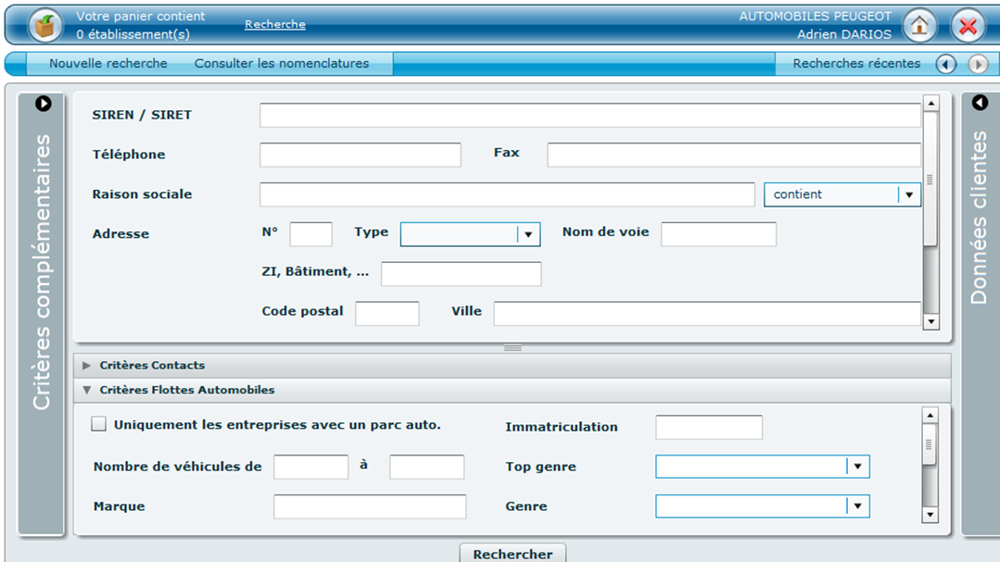 Votre panier contient
0 établissement(s)
Recherche
AUTOMOBILES PEUGEOT
Adrien DARIOS
Nouvelle recherche Consulter les nomenclatures Recherches récentes
Critères complémentaires
SIREN / SIRET
Téléphone Fax
Raison sociale contient
Adresse N° Type Nom de voie
ZI, Bâtiment, ...
Code postal Ville
Données clientes
Critères Contacts
Critères Flottes Automobiles
Uniquement les entreprises avec un parc auto. Immatriculation
Nombre de véhicules de à Top genre
Marque Genre
Rechercher